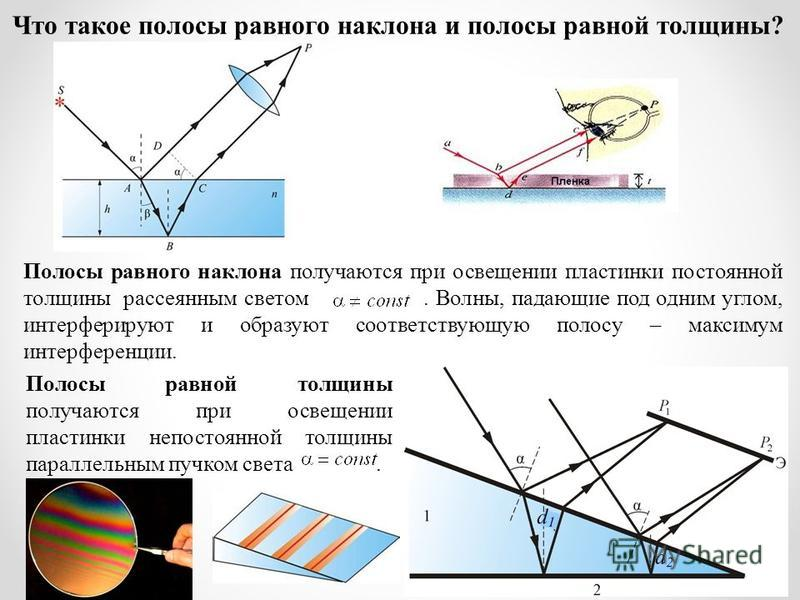 Что такое полосы равного наклона и полосы равной толщины?
S
P
D
α
α
A
C
n
h
β
B
a
b
c
f
e
d
P
Пленка
t
Полосы равного наклона получаются при освещении пластинки постоянной
толщины рассеянным светом α ≠ const . Волны, падающие под одним углом,
интерферируют и образуют соответствующую полосу – максимум
интерференции.
Полосы равной толщины
получаются при освещении
пластинки непостоянной толщины
параллельным пучком света α = const .
P₁
P₂
Э
α
α
1
d₁
d₂
2
MyShared